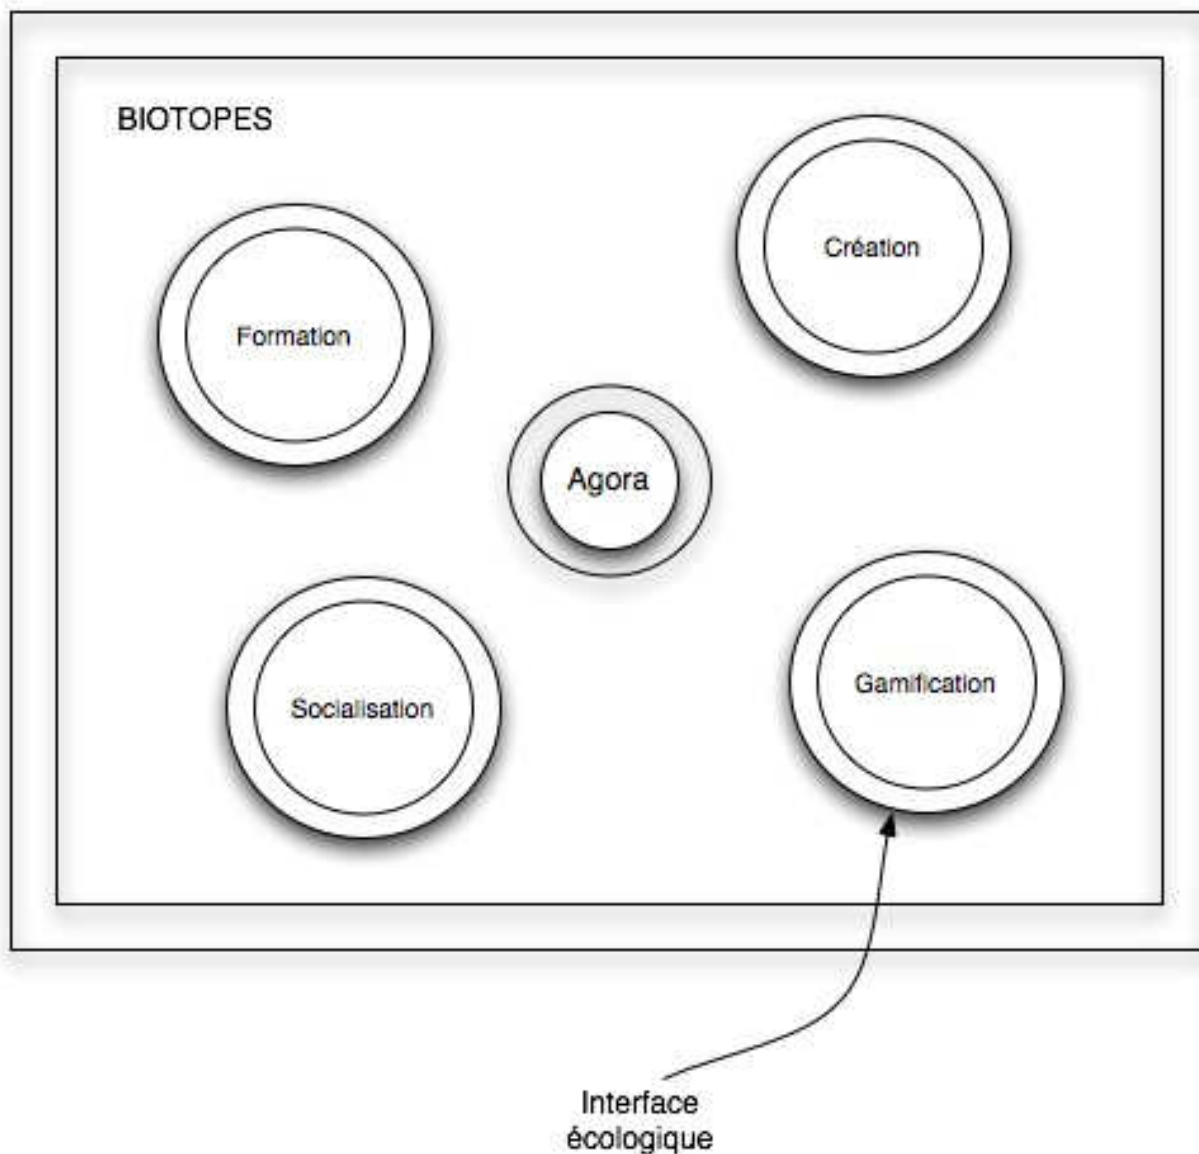 BIOTOPES
Création
Formation
Agora
Gamification
Socialisation
Interface
écologique